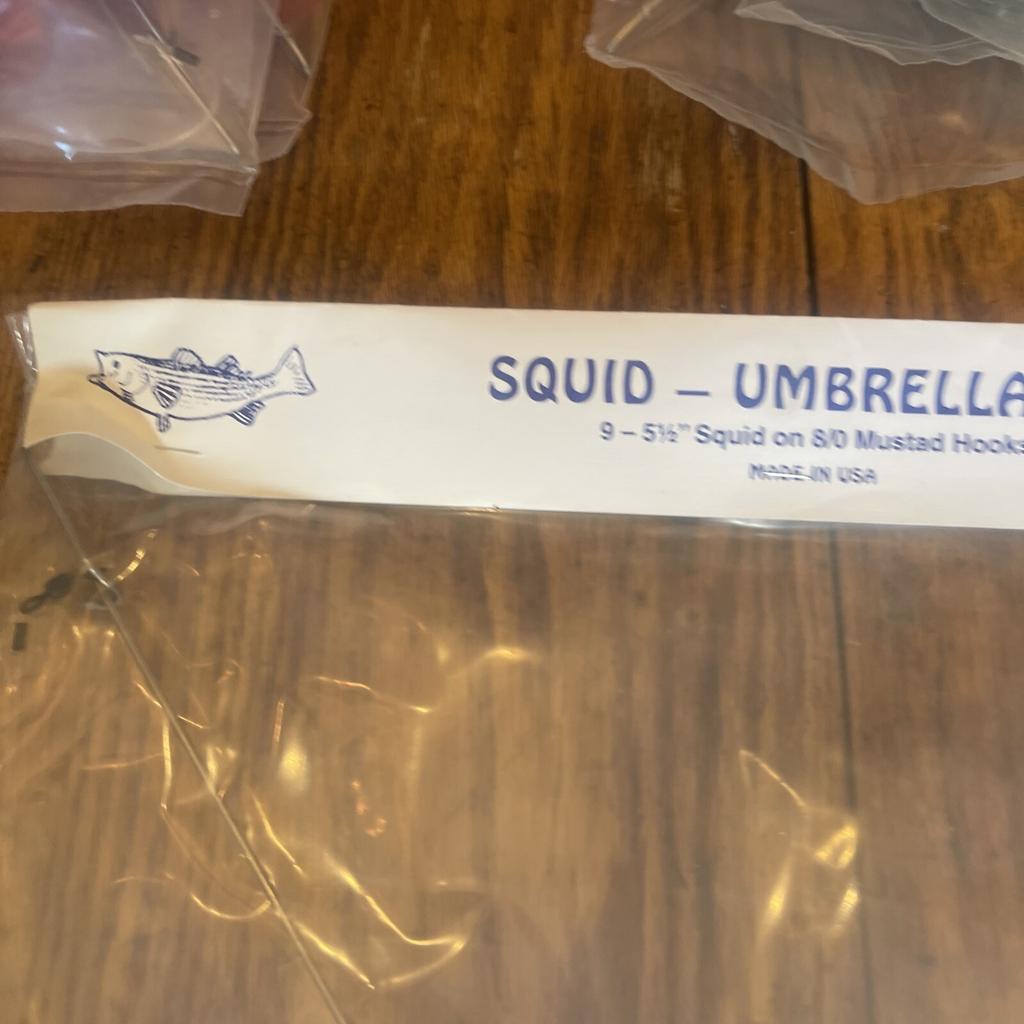 SQUID – UMBRELLA
9 – 5½” Squid on 8/0 Mustad Hooks
MADE IN USA